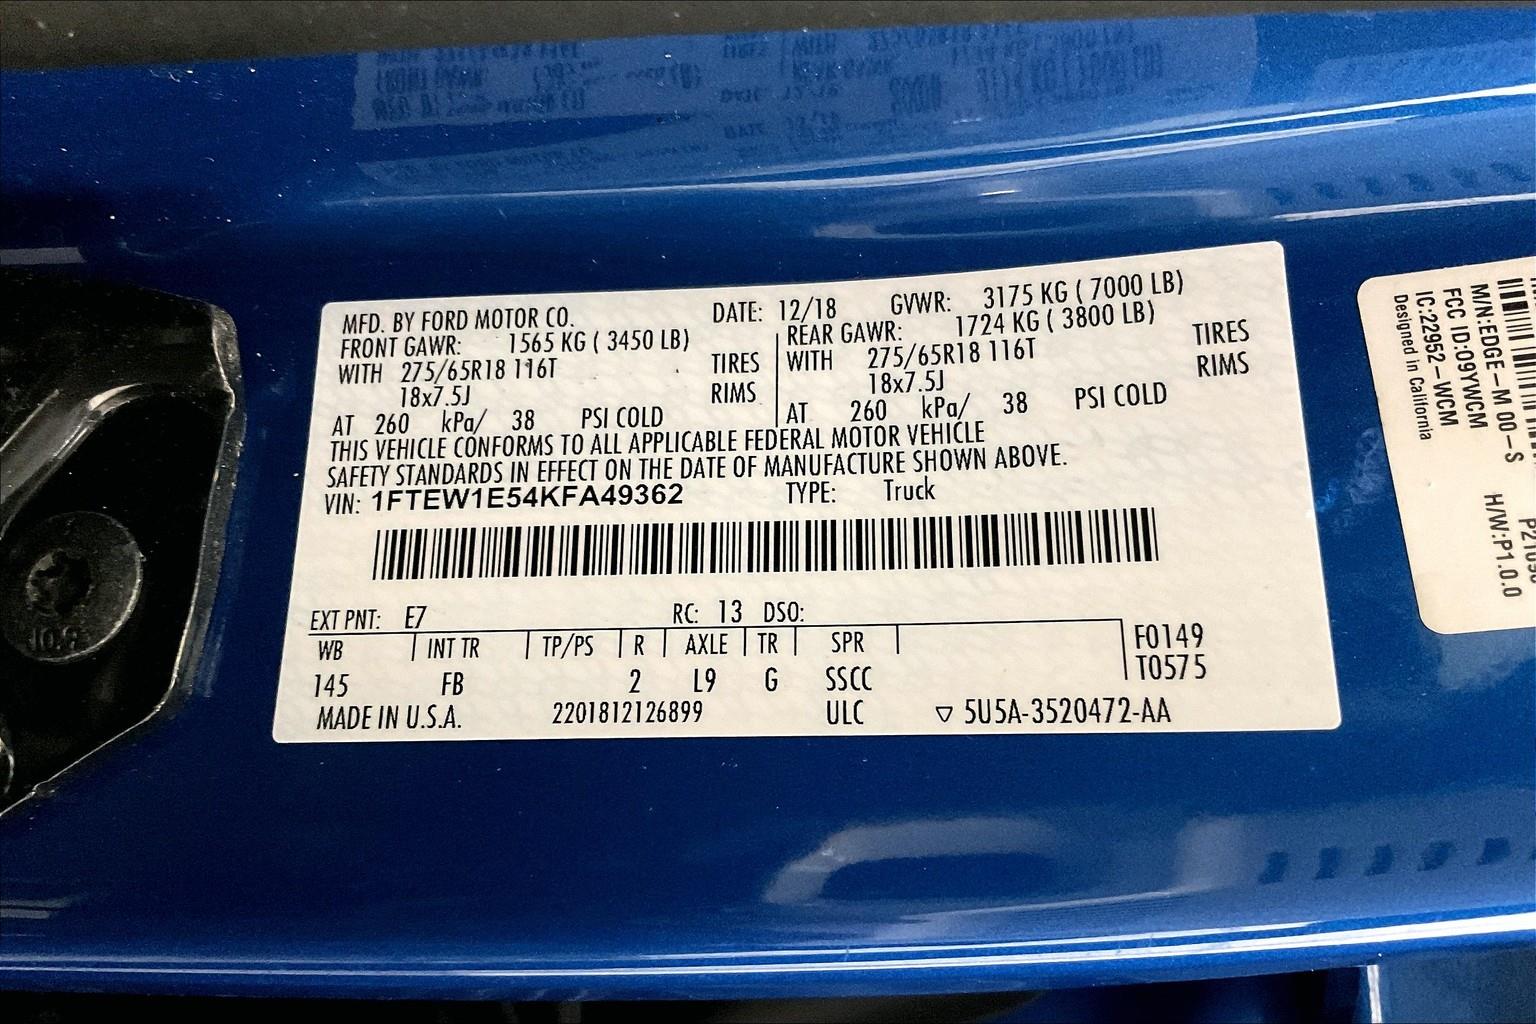 MFD. BY FORD MOTOR CO. DATE: 12/18 GVWR: 3175 KG ( 7000 LB)
FRONT GAWR: 1565 KG ( 3450 LB) REAR GAWR: 1724 KG ( 3800 LB)
WITH 275/65R18 116T TIRES WITH 275/65R18 116T TIRES
18x7.5J RIMS 18x7.5J RIMS
AT 260 kPa/ 38 PSI COLD AT 260 kPa/ 38 PSI COLD
THIS VEHICLE CONFORMS TO ALL APPLICABLE FEDERAL MOTOR VEHICLE
SAFETY STANDARDS IN EFFECT ON THE DATE OF MANUFACTURE SHOWN ABOVE.
VIN: 1FTEW1E54KFA49362 TYPE: Truck
EXT PNT: E7 RC: 13 DSO:
WB INT TR TP/PS R AXLE TR SPR F0149
145 FB 2 L9 G SSCC T0575
MADE IN U.S.A. 2201812126899 ULC ▽ 5U5A-3520472-AA
M/N:EDGE-M 00-S H/W:P1.0.0
FCC ID:O9YWCM
IC:22952-WCM
Designed in California
10.9